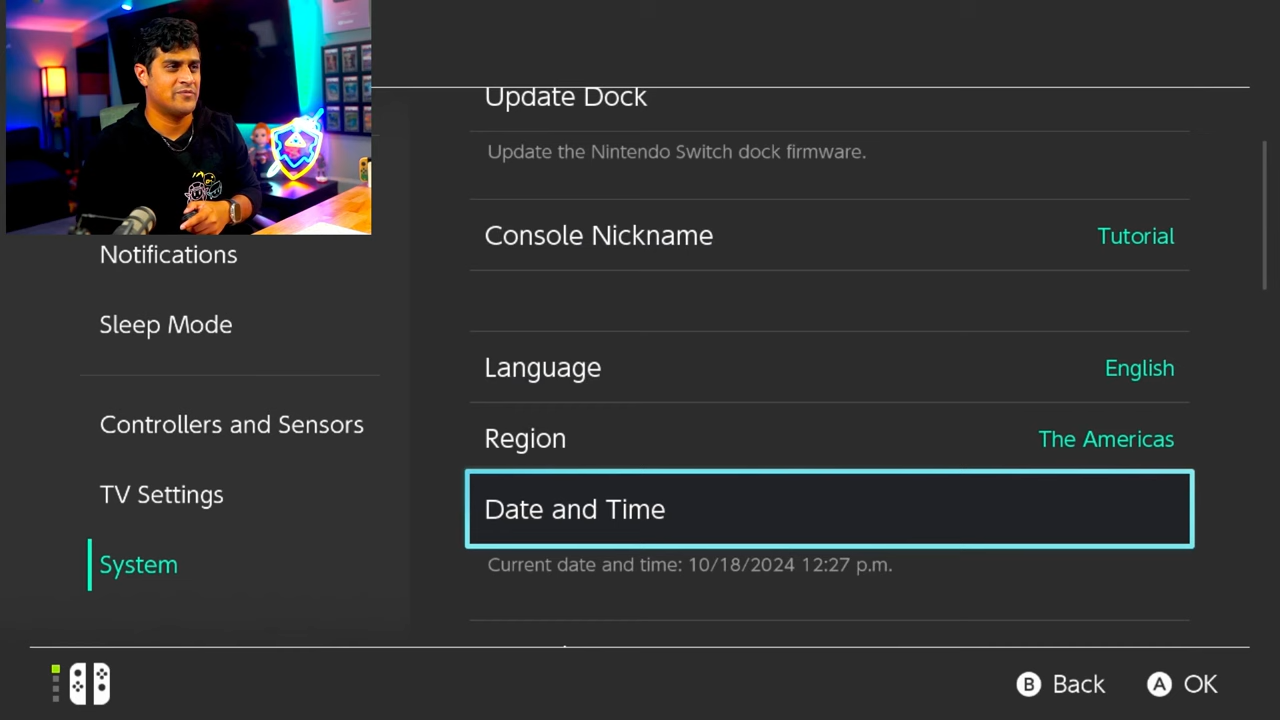 Update Dock
Update the Nintendo Switch dock firmware.
Console Nickname
Tutorial
Language
English
Region
The Americas
Date and Time
Current date and time: 10/18/2024 12:27 p.m.
Notifications
Sleep Mode
Controllers and Sensors
TV Settings
System
B Back
A OK